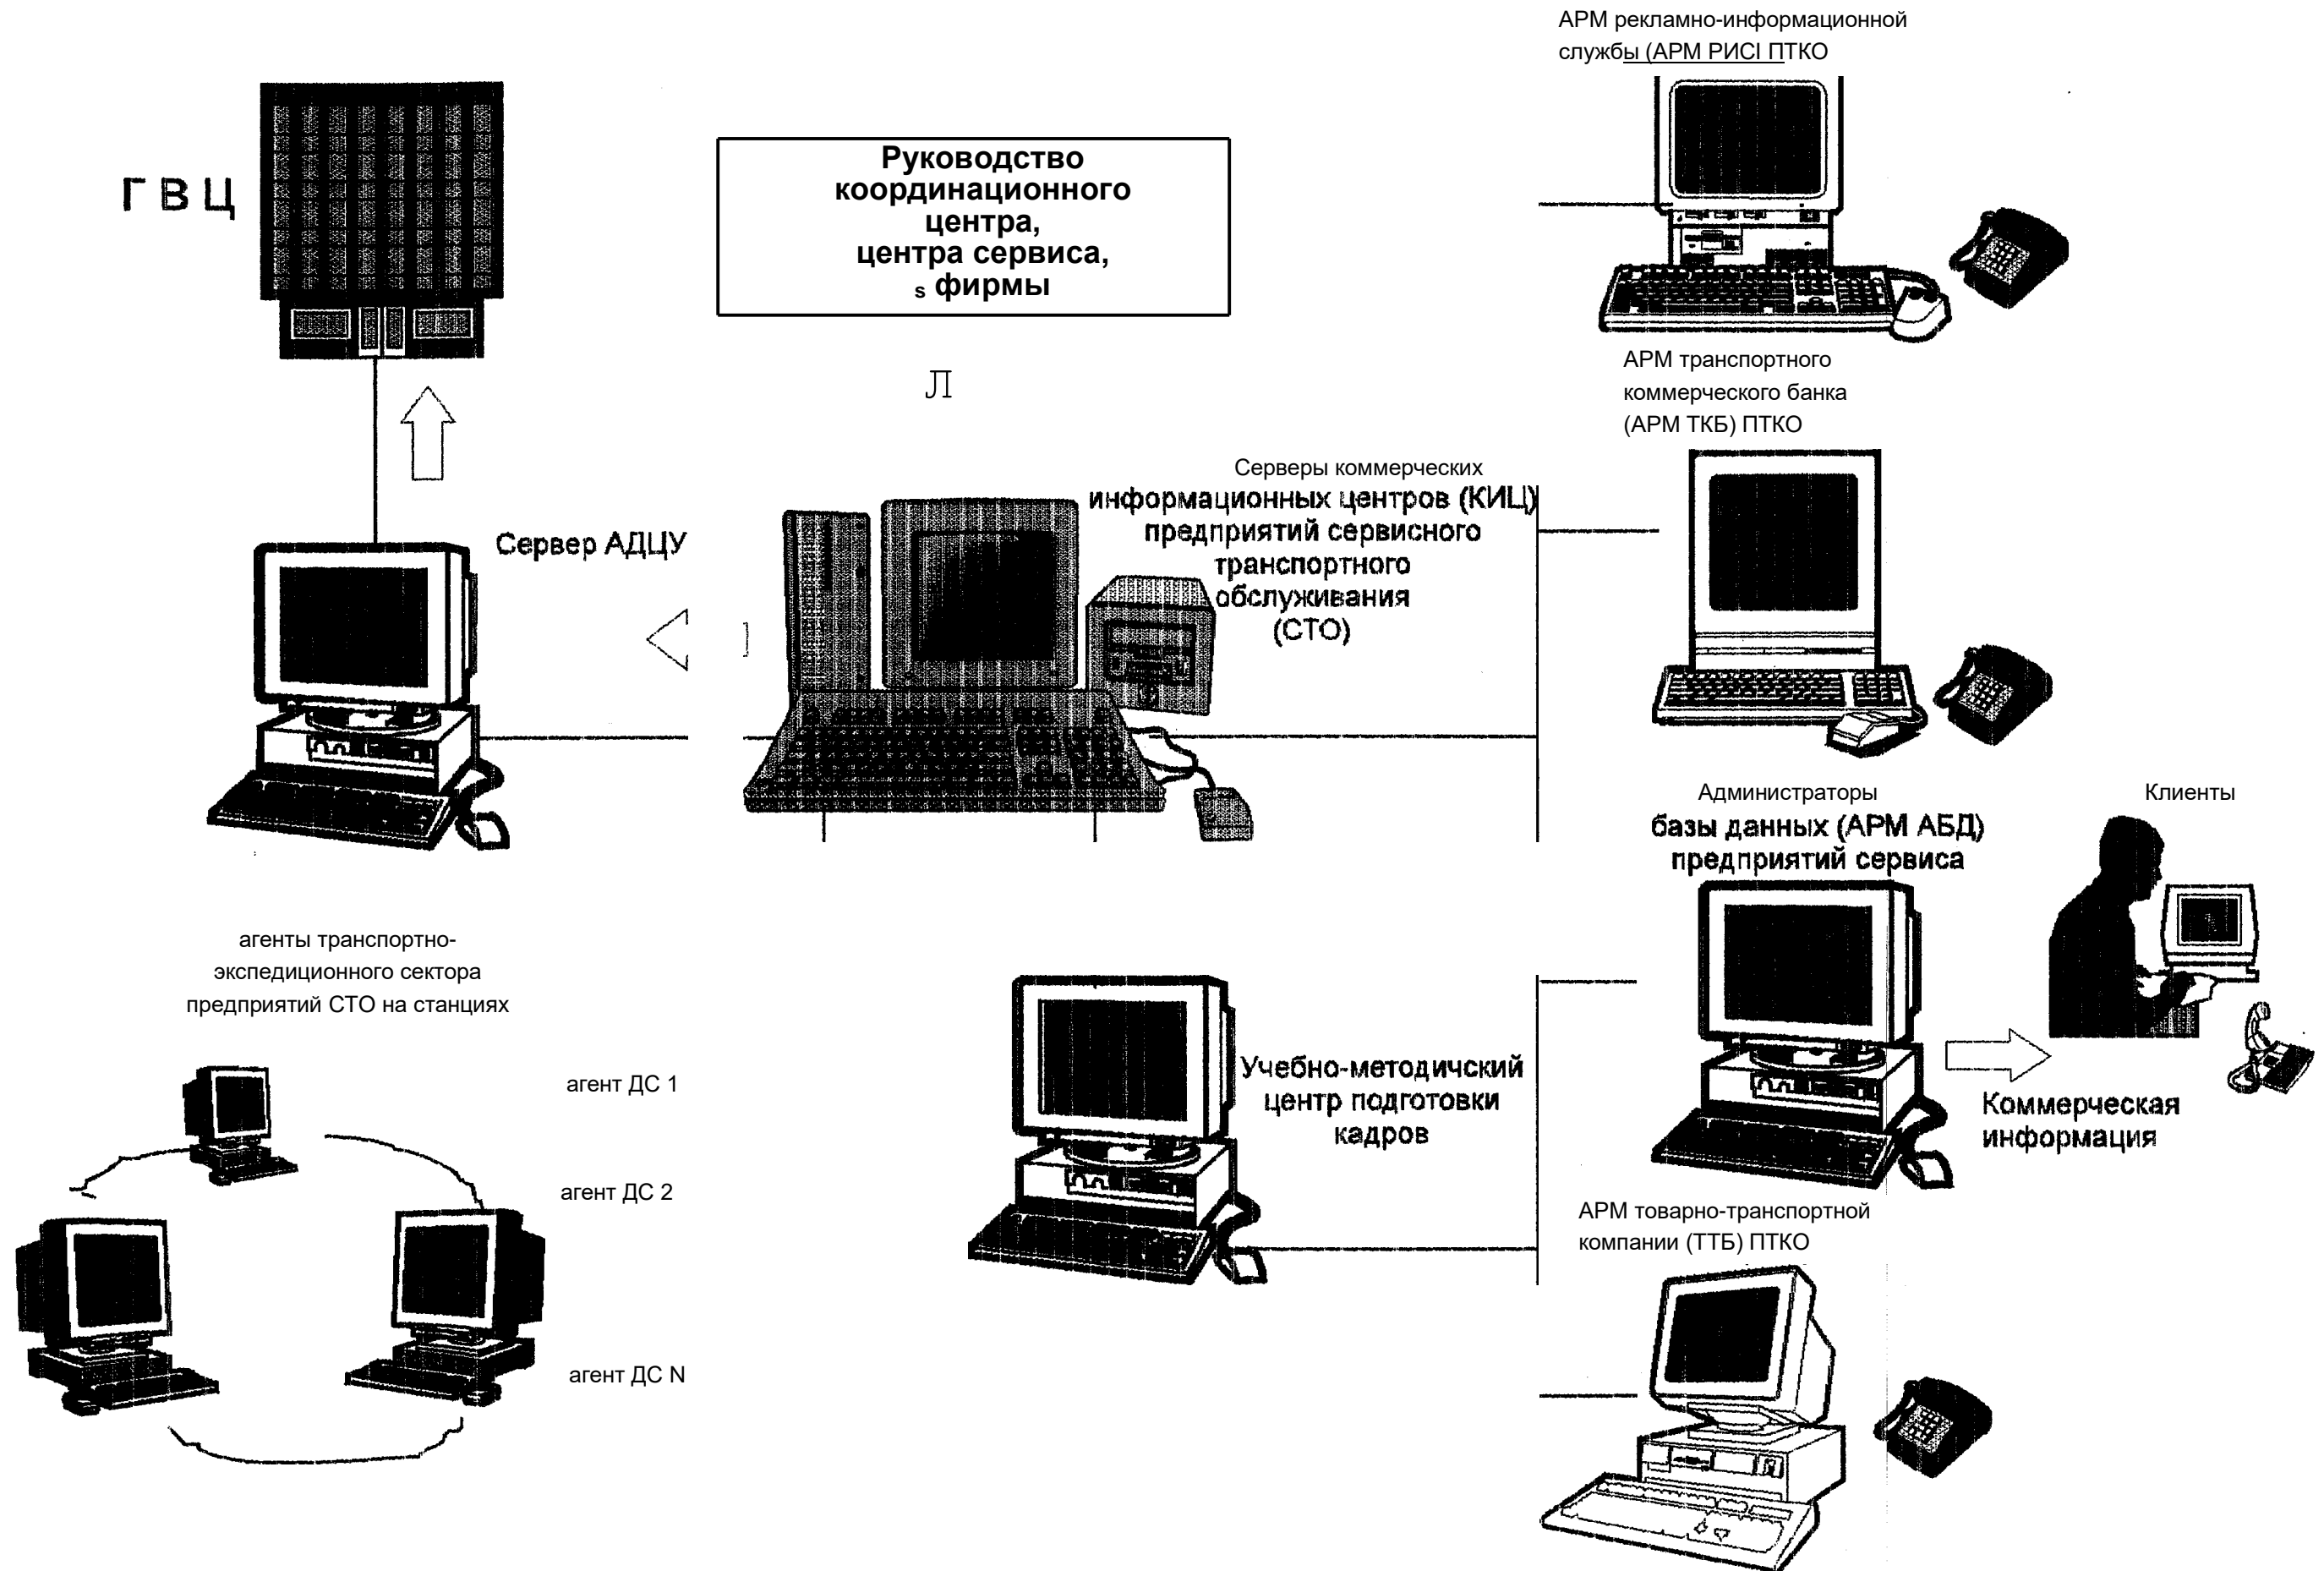 АРМ рекламно-информационной
службы (АРМ РИСІ ПТКО
ГВЦ
Руководство
координационного
центра,
центра сервиса,
s фирмы
АРМ транспортного
коммерческого банка
(АРМ ТКБ) ПТКО
Л
Серверы коммерческих
информационных центров (КИЦ)
предприятий сервисного
транспортного
обслуживания
(СТО)
Сервер АДЦУ
Администраторы
базы данных (АРМ АБД)
предприятий сервиса
Клиенты
агенты транспортно-
экспедиционного сектора
предприятий СТО на станциях
агент ДС 1
агент ДС 2
агент ДС N
Учебно-методичский
центр подготовки
кадров
Коммерческая
информация
АРМ товарно-транспортной
компании (ТТБ) ПТКО